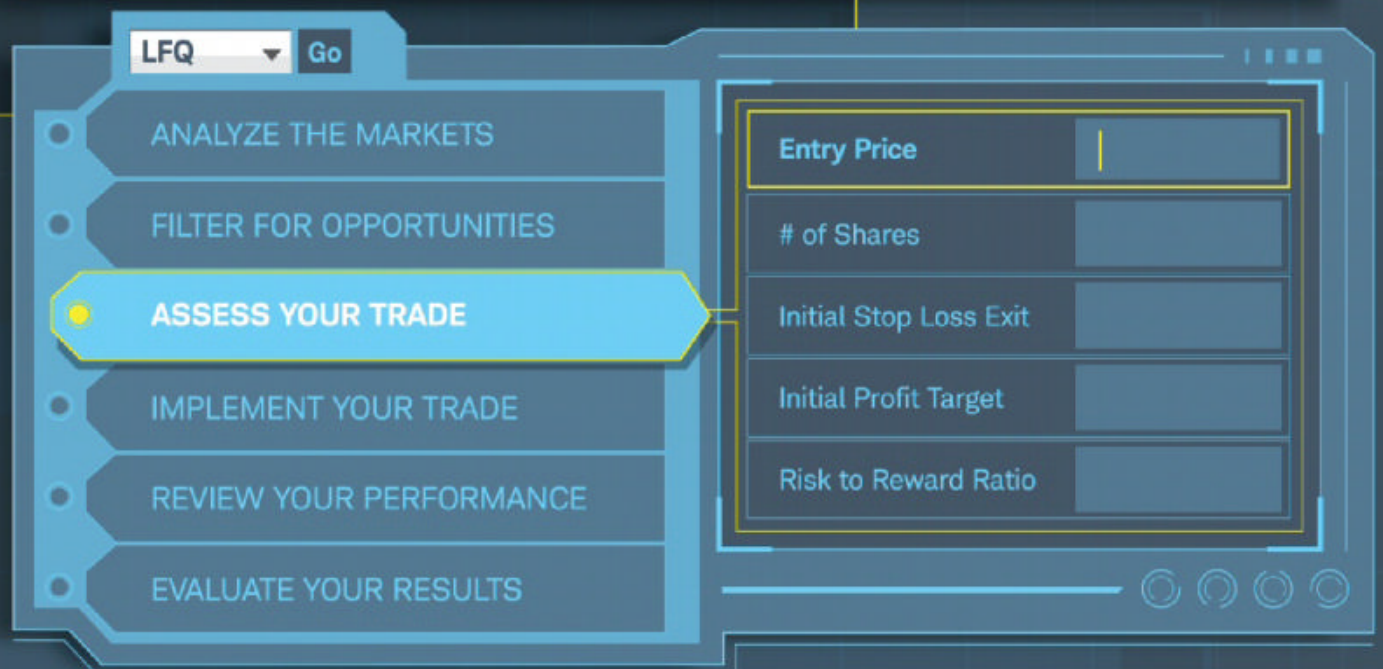 LFQ Go
ANALYZE THE MARKETS
FILTER FOR OPPORTUNITIES
ASSESS YOUR TRADE
IMPLEMENT YOUR TRADE
REVIEW YOUR PERFORMANCE
EVALUATE YOUR RESULTS
Entry Price
# of Shares
Initial Stop Loss Exit
Initial Profit Target
Risk to Reward Ratio